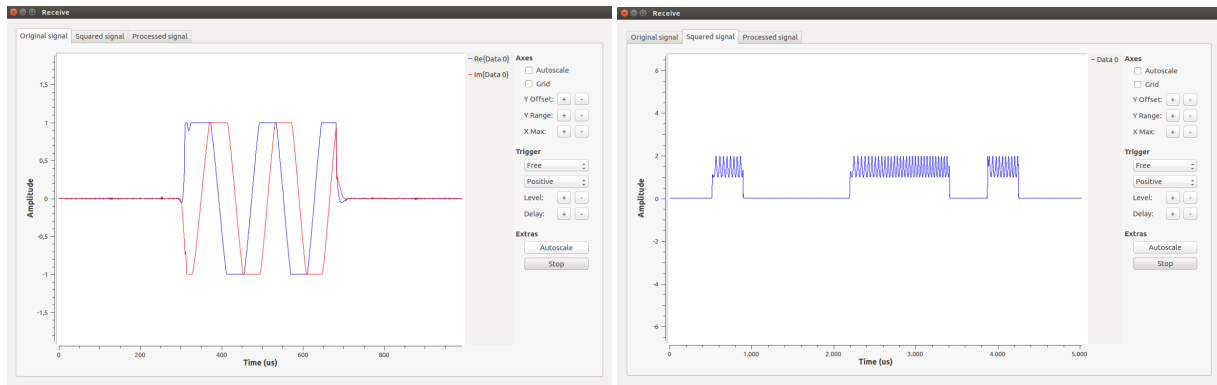 Receive
Original signal Squared signal Processed signal
Re{Data 0}
Im{Data 0}
Axes
Autoscale
Grid
Y Offset: + -
Y Range: + -
X Max: + -
Trigger
Free
Positive
Level: + -
Delay: + -
Extras
Autoscale
Stop
Amplitude
1,5
1
0,5
0
-0,5
-1
-1,5
0 200 400 600 800
Time (us)
Receive
Original signal Squared signal Processed signal
Data 0
Axes
Autoscale
Grid
Y Offset: + -
Y Range: + -
X Max: + -
Trigger
Free
Positive
Level: + -
Delay: + -
Extras
Autoscale
Stop
Amplitude
6
4
2
0
-2
-4
-6
0 1.000 2.000 3.000 4.000 5.000
Time (us)